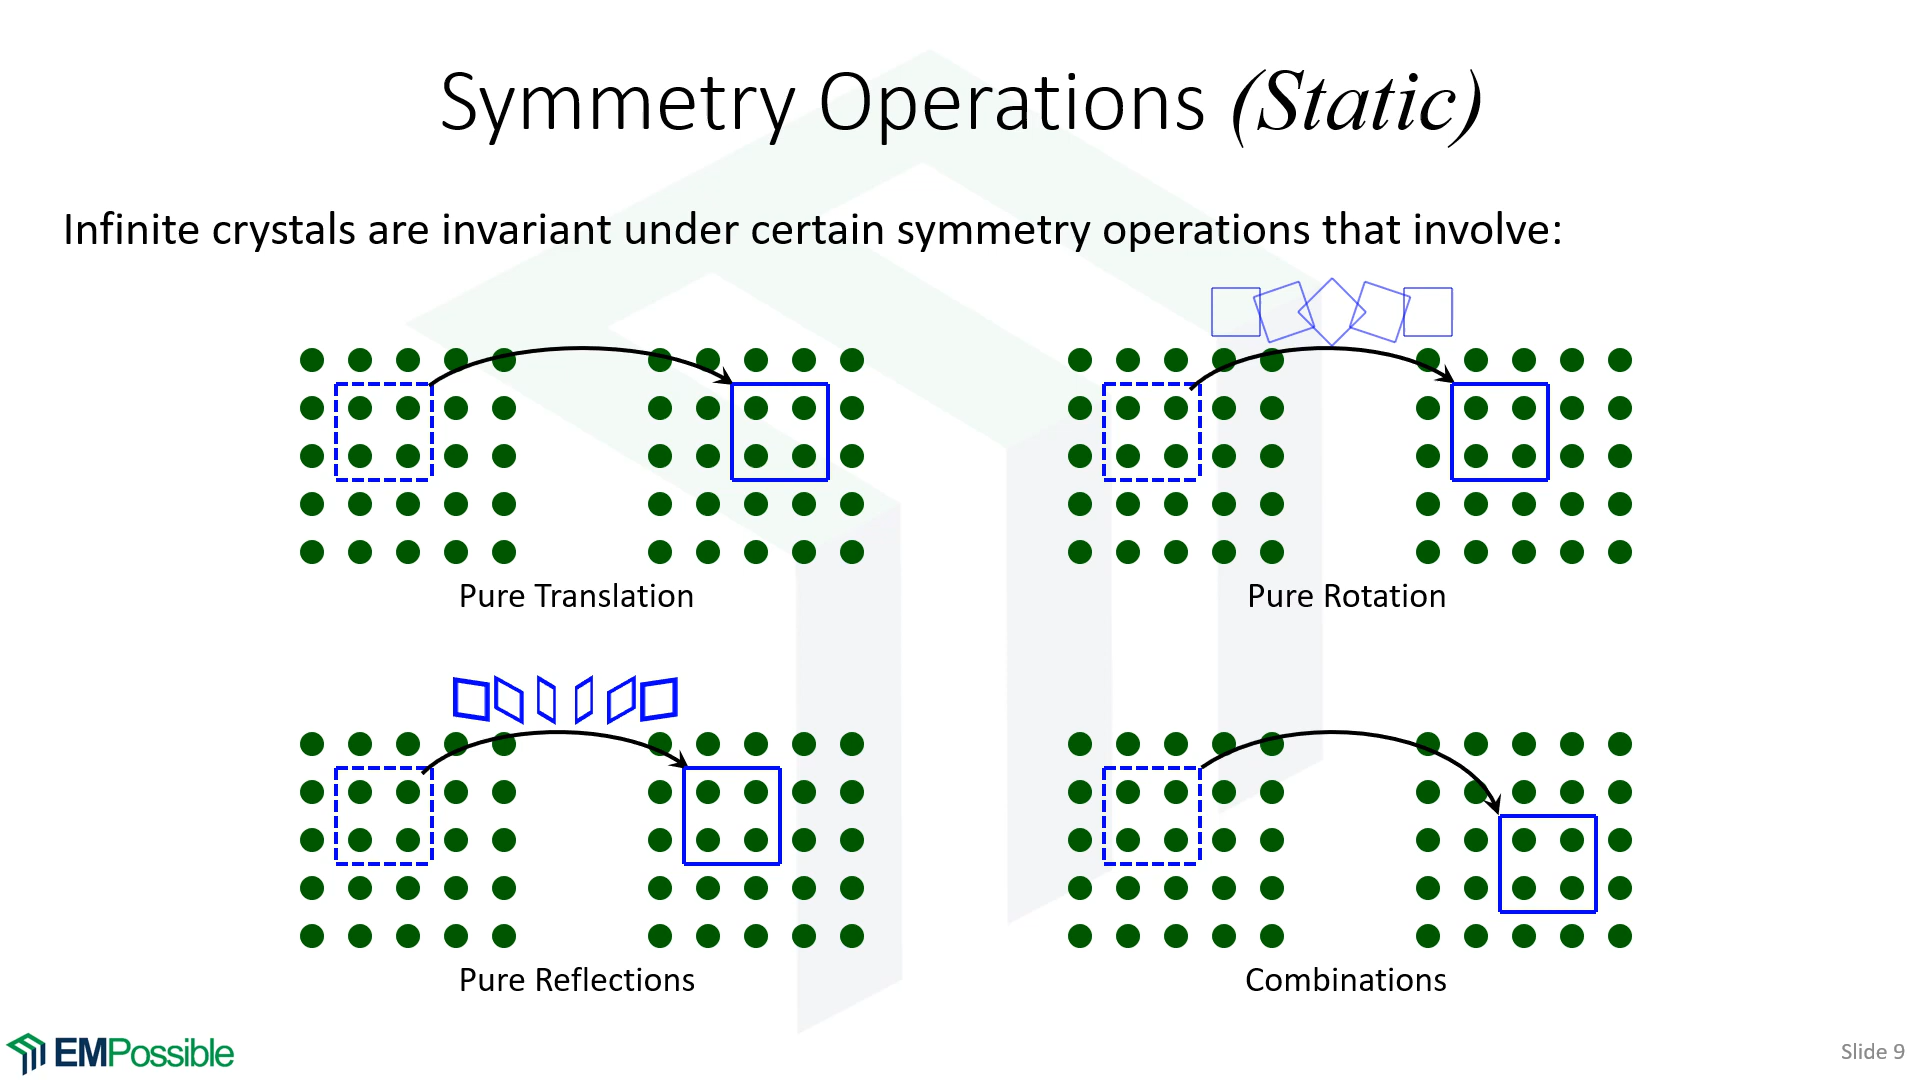 Symmetry Operations (Static)
Infinite crystals are invariant under certain symmetry operations that involve:
Pure Translation
Pure Rotation
Pure Reflections
Combinations
EMPossible
Slide 9